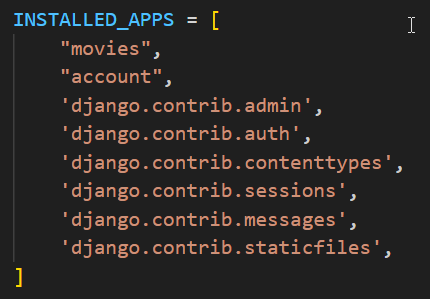 INSTALLED_APPS = [
    "movies",
    "account",
    'django.contrib.admin',
    'django.contrib.auth',
    'django.contrib.contenttypes',
    'django.contrib.sessions',
    'django.contrib.messages',
    'django.contrib.staticfiles',
]